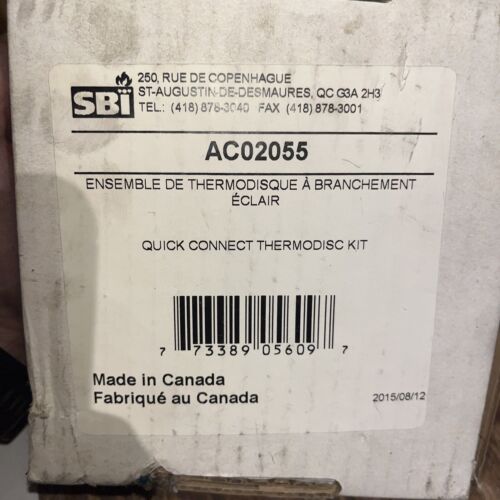 SBi
250, RUE DE COPENHAGUE
ST-AUGUSTIN-DE-DESMAURES, QC G3A 2H3
TEL.: (418) 878-3040 FAX (418) 878-3001
AC02055
ENSEMBLE DE THERMODISQUE À BRANCHEMENT
ÉCLAIR
QUICK CONNECT THERMODISC KIT
7 73389 05609 7
Made in Canada
Fabriqué au Canada
2015/08/12